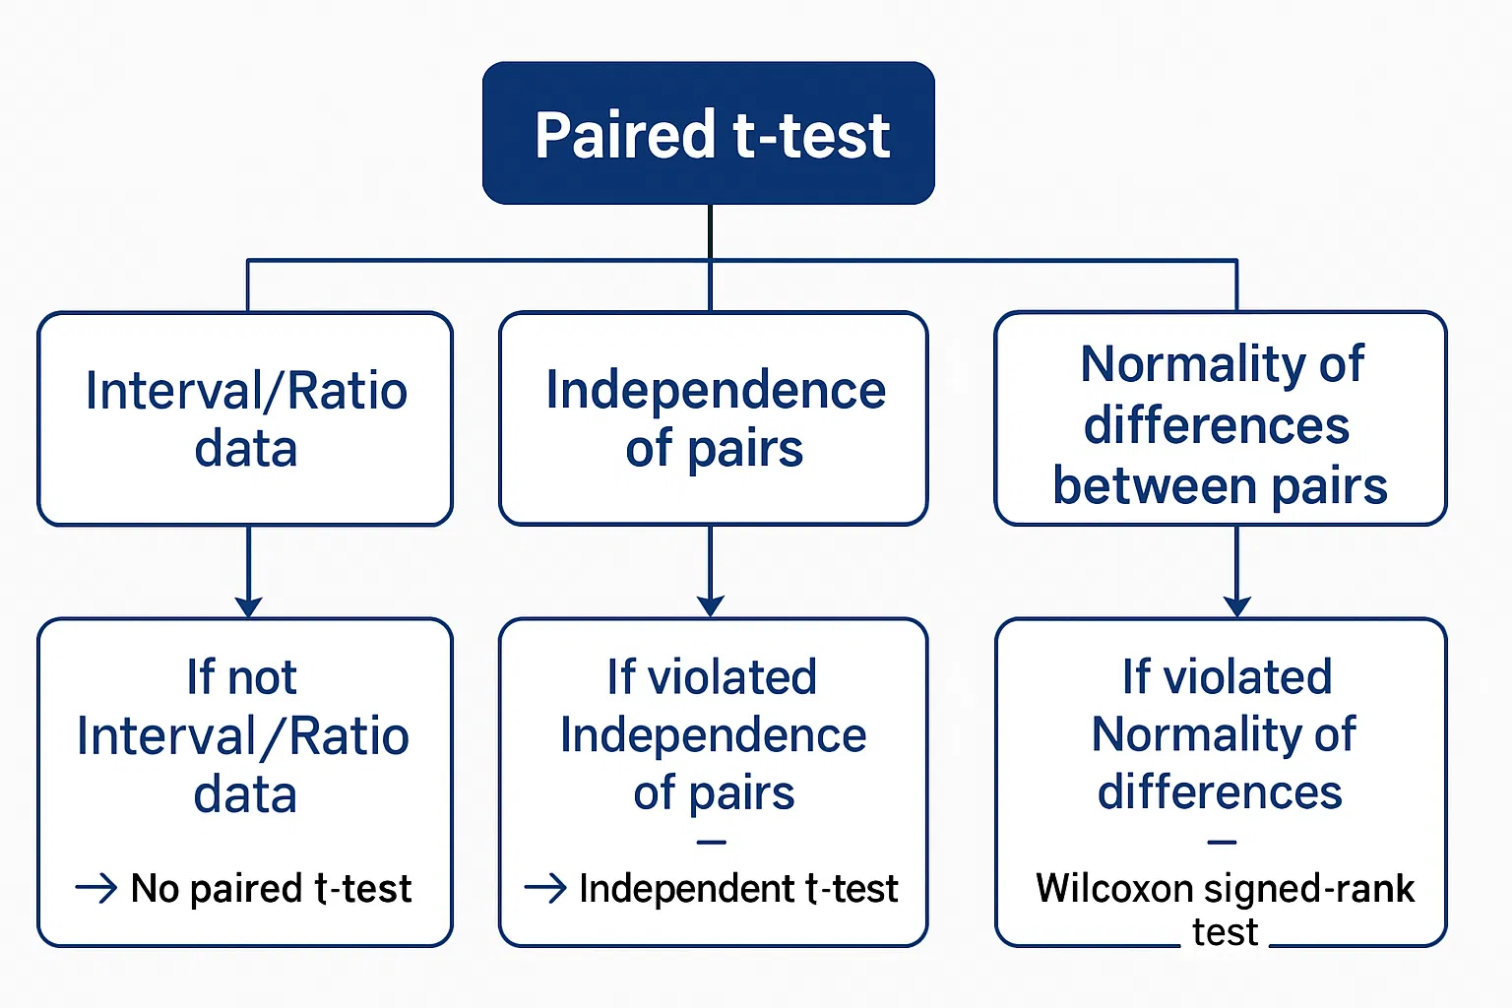 Paired t-test
Interval/Ratio
data
Independence
of pairs
Normality of
differences
between pairs
If not
Interval/Ratio
data
→ No paired t-test
If violated
Independence
of pairs
–
→ Independent t-test
If violated
Normality of
differences
–
Wilcoxon signed-rank
test